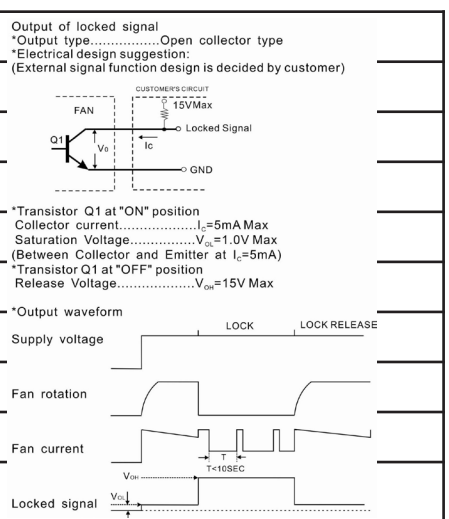 Output of locked signal
*Output type.................Open collector type
*Electrical design suggestion:
(External signal function design is decided by customer)
CUSTOMER'S CIRCUIT
FAN
15VMax
Locked Signal
Q1
Vo
Ic
GND
*Transistor Q1 at "ON" position
Collector current...................IC=5mA Max
Saturation Voltage................VOL=1.0V Max
(Between Collector and Emitter at IC=5mA)
*Transistor Q1 at "OFF" position
Release Voltage...................VOH=15V Max
*Output waveform
LOCK
LOCK RELEASE
Supply voltage
Fan rotation
Fan current
T
T<10SEC
VOH
VOL
Locked signal